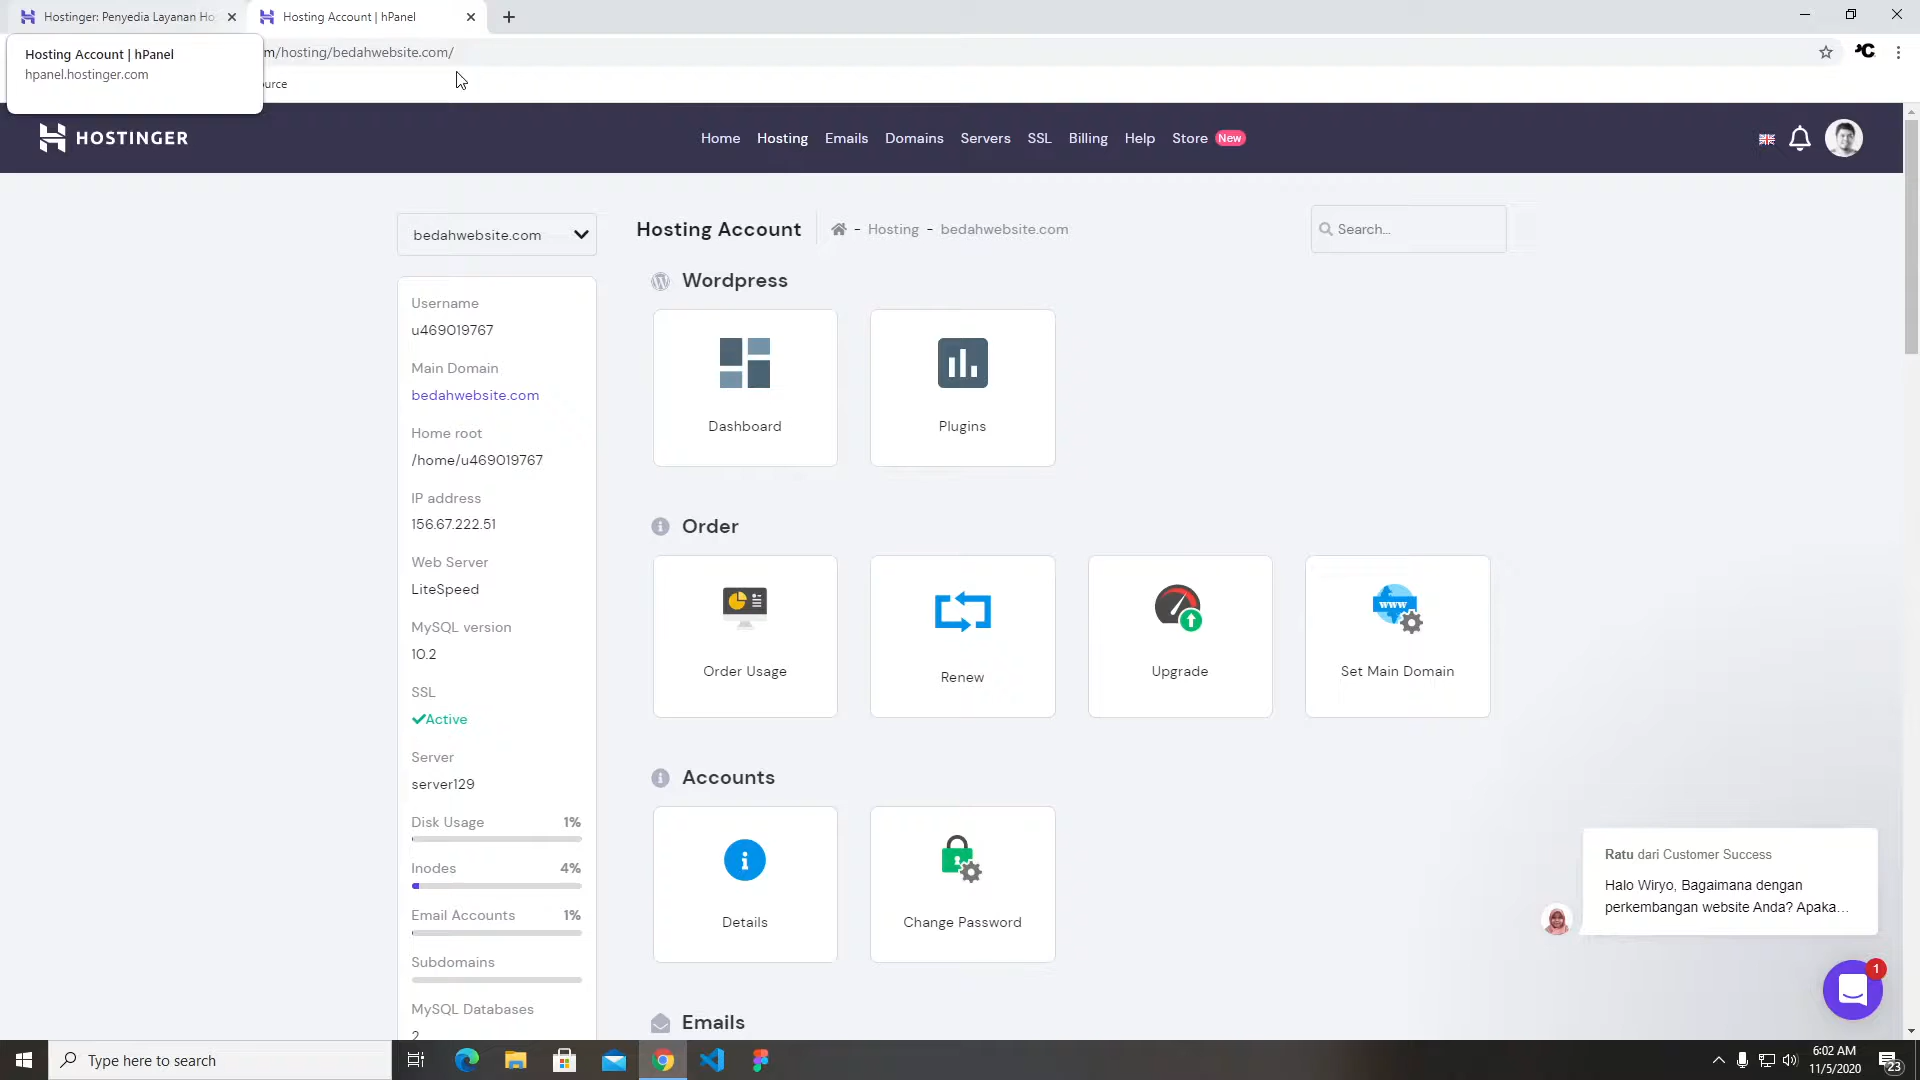 Hostinger: Penyedia Layanan Ho
Hosting Account | hPanel
Hosting Account | hPanel
hpanel.hostinger.com
m/hosting/bedahwebsite.com/
ource
HOSTINGER
Home
Hosting
Emails
Domains
Servers
SSL
Billing
Help
Store New
bedahwebsite.com
Hosting Account
- Hosting - bedahwebsite.com
Search...
Username
u469019767
Main Domain
bedahwebsite.com
Home root
/home/u469019767
IP address
156.67.222.51
Web Server
LiteSpeed
MySQL version
10.2
SSL
Active
Server
server129
Disk Usage 1%
Inodes 4%
Email Accounts 1%
Subdomains
MySQL Databases
2
Wordpress
Dashboard
Plugins
Order
Order Usage
Renew
www
Upgrade
Set Main Domain
Accounts
Details
Change Password
Emails
Ratu dari Customer Success
Halo Wiryo, Bagaimana dengan
perkembangan website Anda? Apaka...
1
Type here to search
6:02 AM
11/5/2020
23